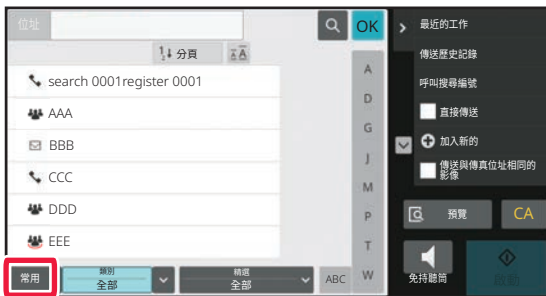 位址
OK
最近的工作
傳送歷史記錄
呼叫搜尋編號
直接傳送
加入新的
傳送與傳真位址相同的
影像
預覽
CA
免持聽筒
啟動
分頁
search 0001register 0001
AAA
BBB
CCC
DDD
EEE
A
D
G
J
M
P
T
W
常用
類別
全部
精選
全部
ABC